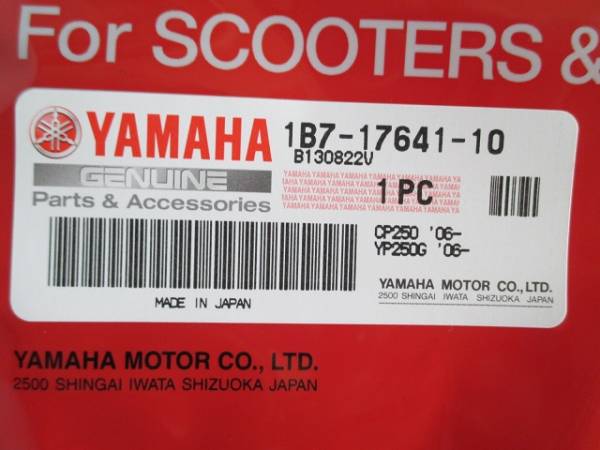 For SCOOTERS &
YAMAHA 1B7-17641-10
B130822V
GENUINE
Parts & Accessories
1 PC
CP250 '06-
YP250G '06-
YAMAHA MOTOR CO., LTD.
2500 SHINGAI IWATA SHIZUOKA JAPAN
MADE IN JAPAN
YAMAHA MOTOR CO., LTD.
2500 SHINGAI IWATA SHIZUOKA JAPAN